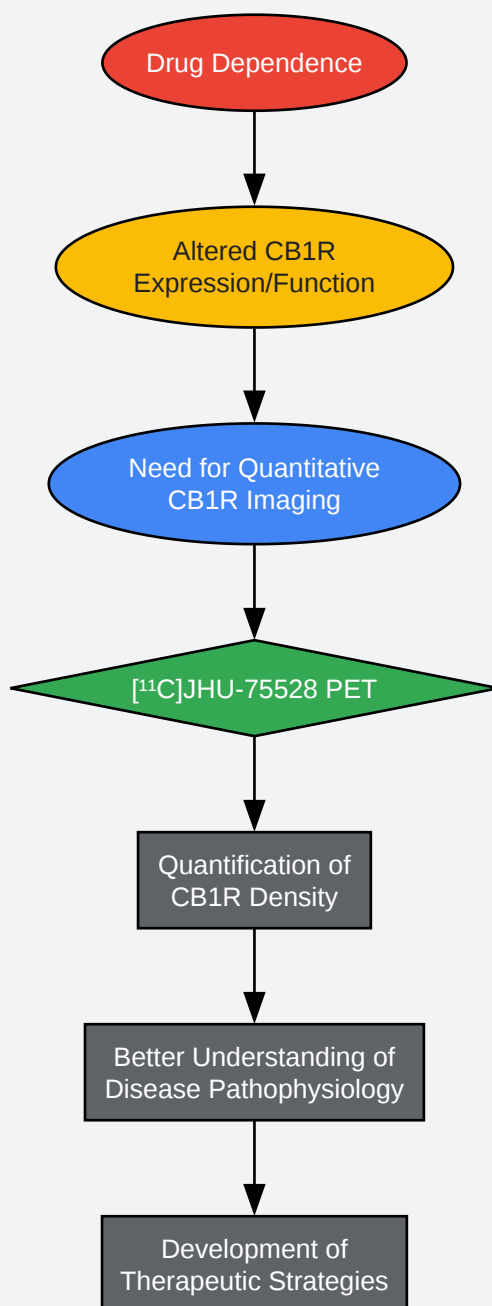 Drug Dependence
Altered CB1R
Expression/Function
Need for Quantitative
CB1R Imaging
[¹¹C]JHU-75528 PET
Quantification of
CB1R Density
Better Understanding of
Disease Pathophysiology
Development of
Therapeutic Strategies